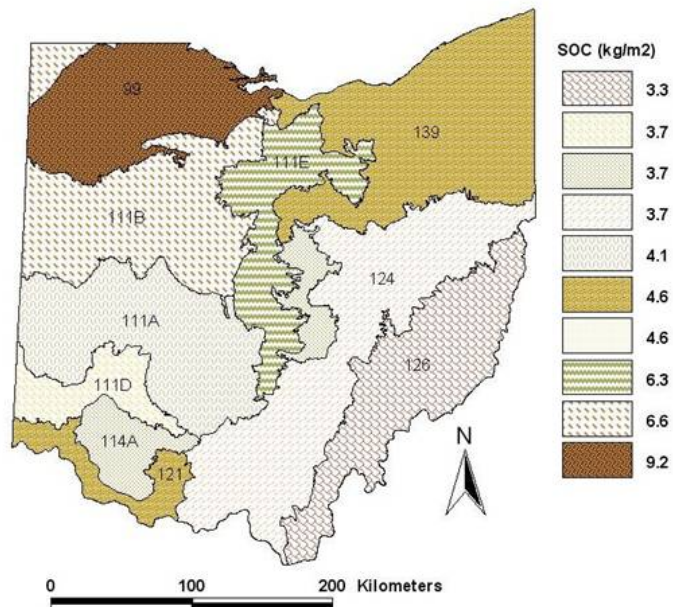 SOC (kg/m2)
3.3
3.7
3.7
3.7
4.1
4.6
4.6
6.3
6.6
9.2
99
139
111E
111B
124
111A
126
111D
114A
121
N
0 100 200 Kilometers